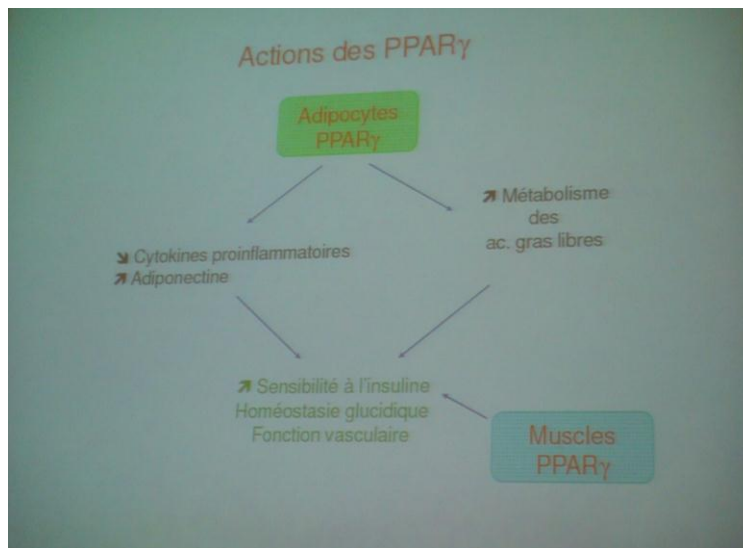 Actions des PPARγ
Adipocytes
PPARγ
↗ Métabolisme
des
ac. gras libres
↘ Cytokines proinflammatoires
↗ Adiponectine
↗ Sensibilité à l'insuline
Homéostasie glucidique
Fonction vasculaire
Muscles
PPARγ